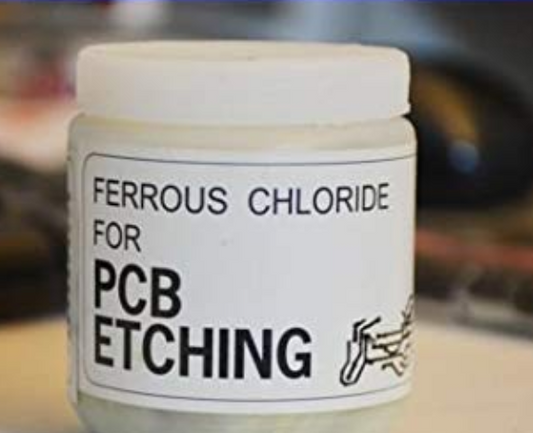 FERROUS CHLORIDE
FOR
PCB
ETCHING